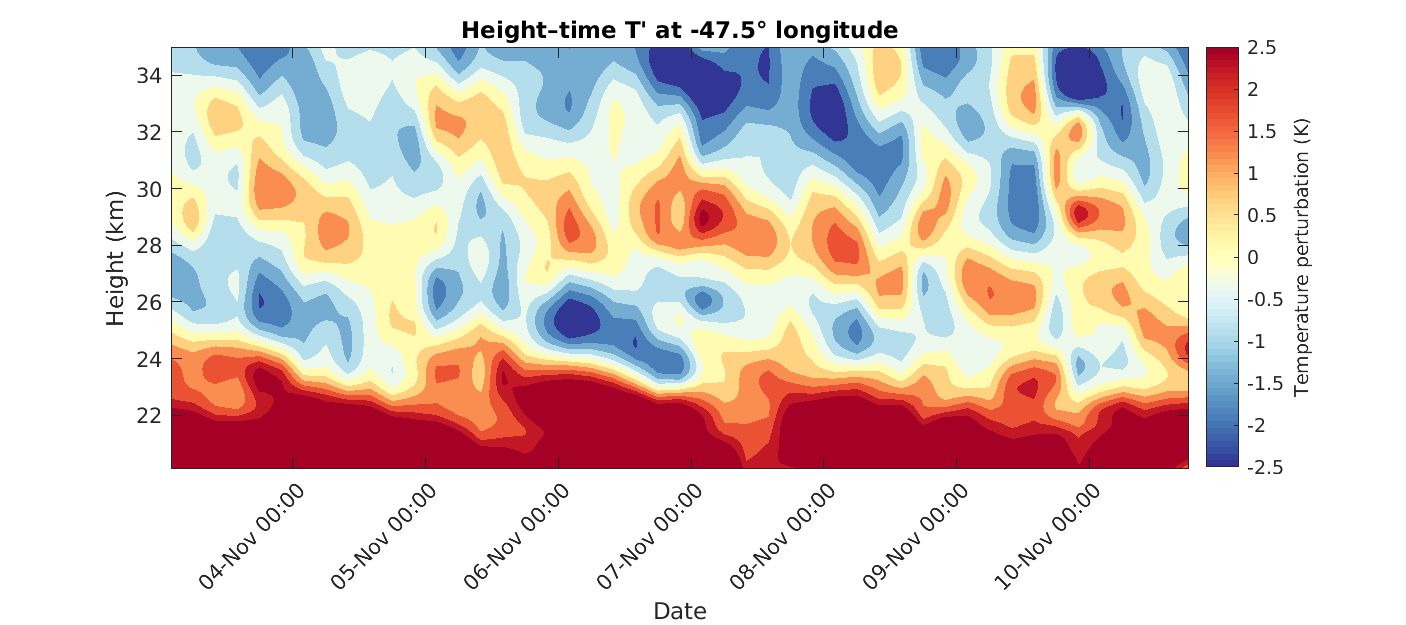 Height–time T' at -47.5° longitude
Height (km)
34
32
30
28
26
24
22
04-Nov 00:00
05-Nov 00:00
06-Nov 00:00
07-Nov 00:00
08-Nov 00:00
09-Nov 00:00
10-Nov 00:00
Date
2.5
2
1.5
1
0.5
0
-0.5
-1
-1.5
-2
-2.5
Temperature perturbation (K)